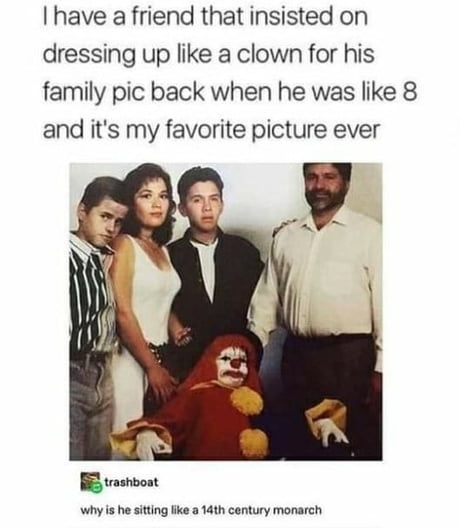 I have a friend that insisted on
dressing up like a clown for his
family pic back when he was like 8
and it's my favorite picture ever
trashboat
why is he sitting like a 14th century monarch